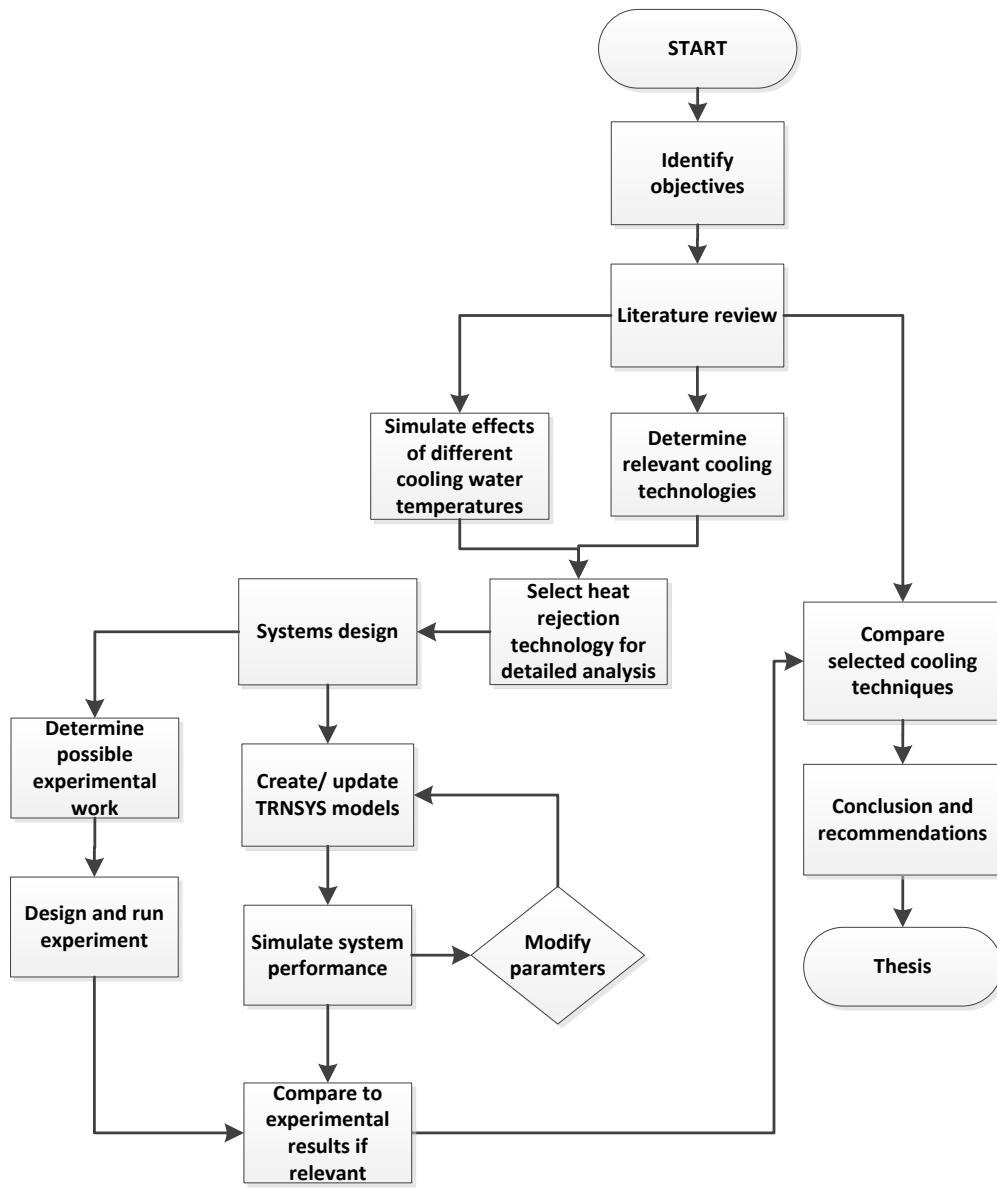 START
Identify
objectives
Literature review
Simulate effects
of different
cooling water
temperatures
Determine
relevant cooling
technologies
Select heat
rejection
technology for
detailed analysis
Systems design
Compare
selected cooling
techniques
Determine
possible
experimental
work
Create/ update
TRNSYS models
Conclusion and
recommendations
Design and run
experiment
Simulate system
performance
Modify
paramters
Thesis
Compare to
experimental
results if
relevant